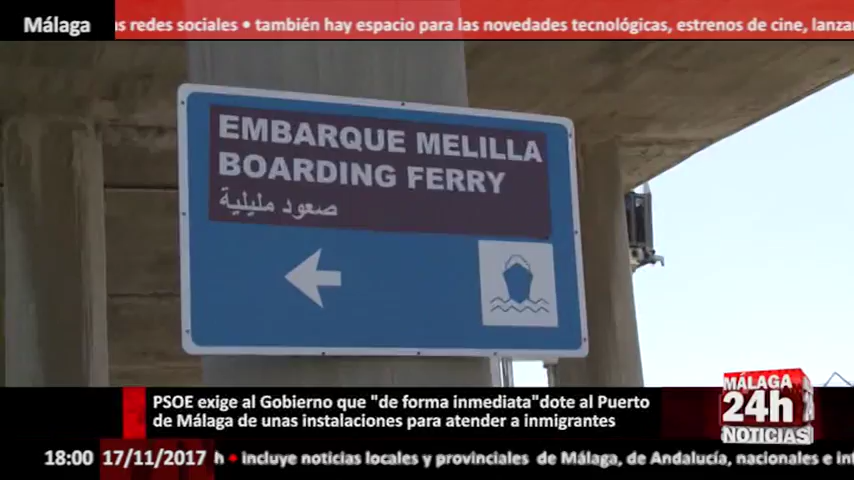 Málaga
s redes sociales • también hay espacio para las novedades tecnológicas, estrenos de cine, lanza
EMBARQUE MELILLA
BOARDING FERRY
صعود مليلية
PSOE exige al Gobierno que "de forma inmediata"dote al Puerto
de Málaga de unas instalaciones para atender a inmigrantes
MÁLAGA
24h
NOTICIAS
18:00 17/11/2017 h • Incluye noticias locales y provinciales de Málaga, de Andalucía, nacionales e int